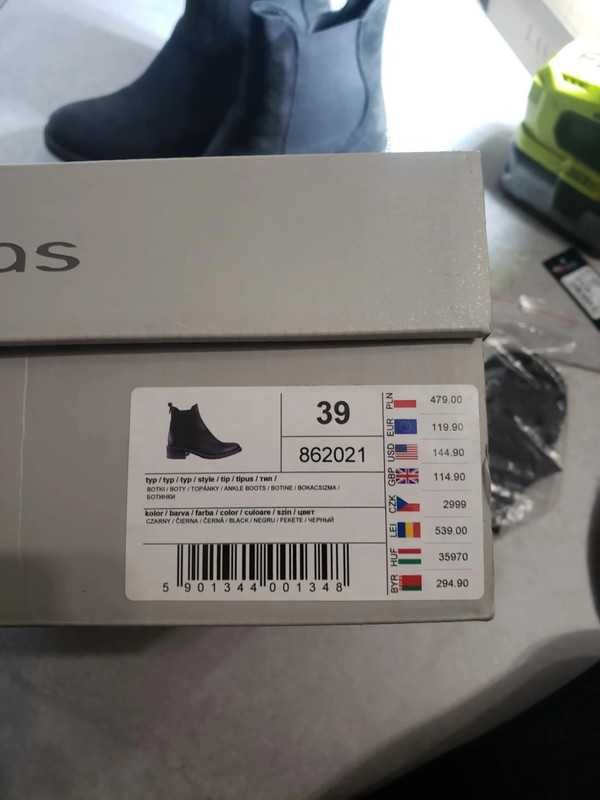 as
39
862021
typ / typ / typ / style / tip / tipus / тип /
BOTKI / BOTY / TOPÁNKY / ANKLE BOOTS / BOTINE / BOKACSIZMA /
БОТИНКИ
kolor / barva / farba / color / culoare / szin / цвет
CZARNY / ČIERNA / ČERNÁ / BLACK / NEGRU / FEKETE / ЧЕРНЫЙ
5 901344 001348
PLN 479.00
EUR 119.90
USD 144.90
GBP 114.90
CZK 2999
LEI 539.00
HUF 35970
BYR 294.90